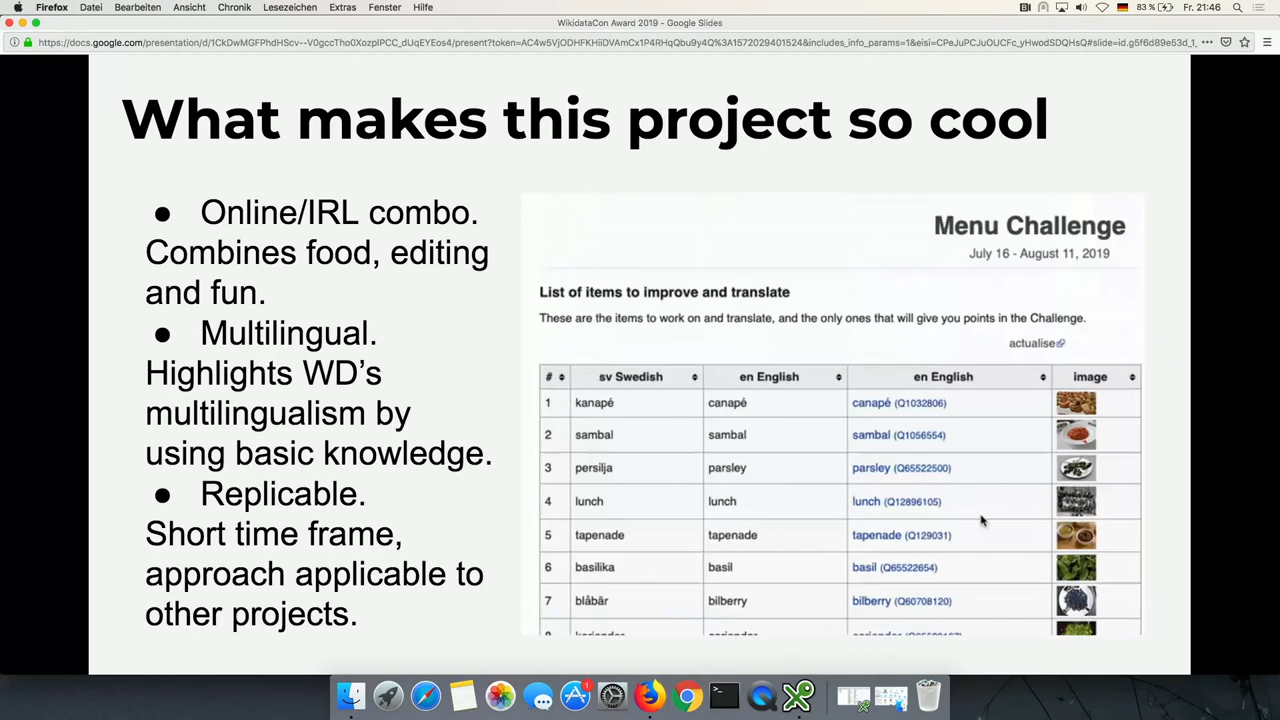 Firefox Datei Bearbeiten Ansicht Chronik Lesezeichen Extras Fenster Hilfe 83 % Fr. 21:46
WikidataCon Award 2019 - Google Slides
What makes this project so cool
● Online/IRL combo.
Combines food, editing
and fun.
● Multilingual.
Highlights WD’s
multilingualism by
using basic knowledge.
● Replicable.
Short time frame,
approach applicable to
other projects.
Menu Challenge
July 16 - August 11, 2019
List of items to improve and translate
These are the items to work on and translate, and the only ones that will give you points in the Challenge.
actualise
# sv Swedish en English en English image
1 kanapé canapé canapé (Q1032806)
2 sambal sambal sambal (Q1056554)
3 persilja parsley parsley (Q65522500)
4 lunch lunch lunch (Q12896105)
5 tapenade tapenade tapenade (Q129031)
6 basilika basil basil (Q65522654)
7 blåbär bilberry bilberry (Q60708120)